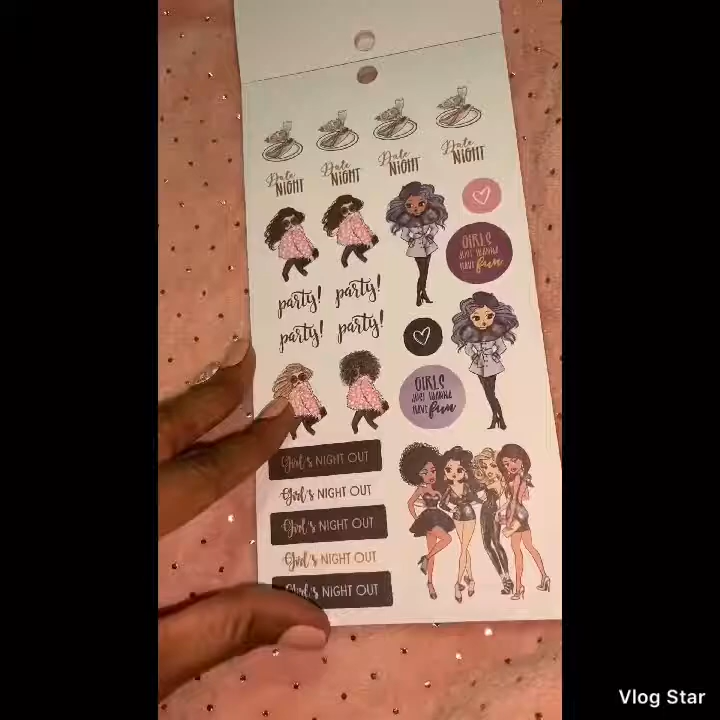 Date
NIGHT
Date
NIGHT
Date
NIGHT
Date
NIGHT
GIRLS
JUST WANNA
HAVE fun
party!
party!
party!
party!
GIRLS
JUST WANNA
HAVE fun
Girl's NIGHT OUT
Girl's NIGHT OUT
Girl's NIGHT OUT
Girl's NIGHT OUT
Girl's NIGHT OUT
Vlog Star